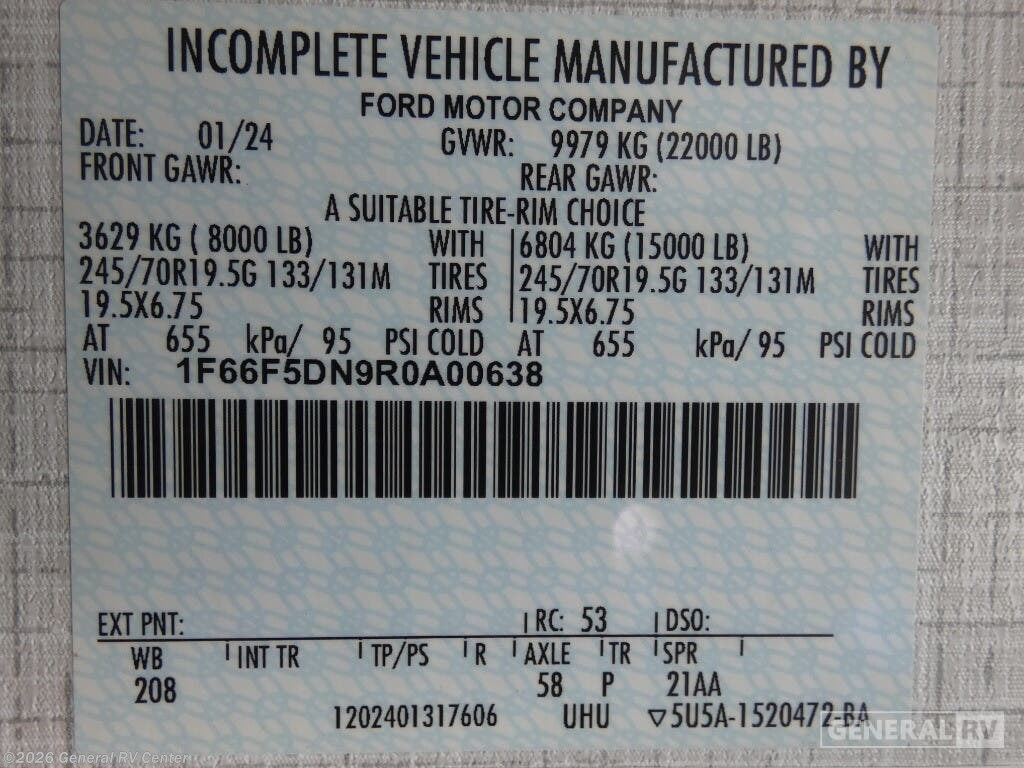 INCOMPLETE VEHICLE MANUFACTURED BY
FORD MOTOR COMPANY
DATE: 01/24 GVWR: 9979 KG (22000 LB)
FRONT GAWR: REAR GAWR:
A SUITABLE TIRE-RIM CHOICE
3629 KG ( 8000 LB) WITH 6804 KG (15000 LB) WITH
245/70R19.5G 133/131M TIRES 245/70R19.5G 133/131M TIRES
19.5X6.75 RIMS 19.5X6.75 RIMS
AT 655 kPa/ 95 PSI COLD AT 655 kPa/ 95 PSI COLD
VIN: 1F66F5DN9R0A00638
EXT PNT: RC: 53 DSO:
WB INT TR TP/PS R AXLE TR SPR
208 58 P 21AA
1202401317606 UHU ▽5U5A-1520472-BA
GENERAL RV
©2026 General RV Center